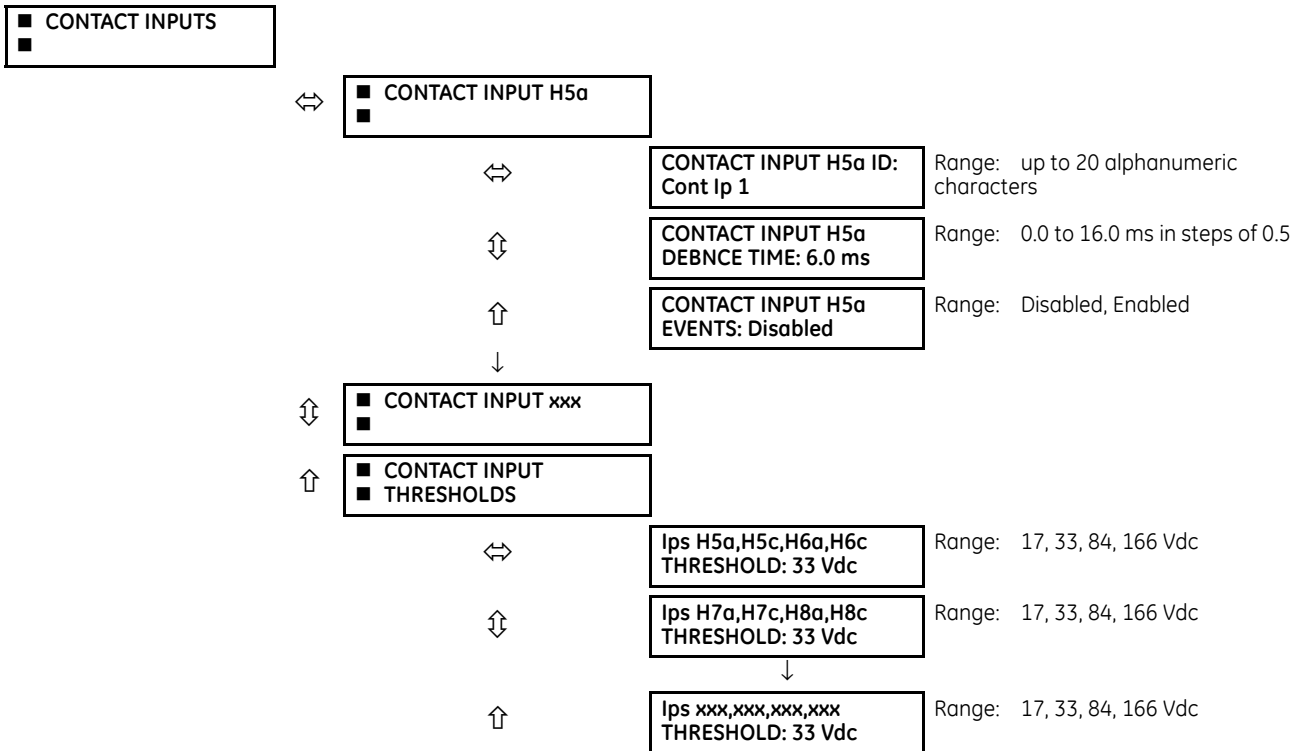 ■ CONTACT INPUTS
■
■ CONTACT INPUT H5a
■
CONTACT INPUT H5a ID:
Cont Ip 1
Range: up to 20 alphanumeric
characters
CONTACT INPUT H5a
DEBNCE TIME: 6.0 ms
Range: 0.0 to 16.0 ms in steps of 0.5
CONTACT INPUT H5a
EVENTS: Disabled
Range: Disabled, Enabled
↓
■ CONTACT INPUT xxx
■
■ CONTACT INPUT
■ THRESHOLDS
Ips H5a,H5c,H6a,H6c
THRESHOLD: 33 Vdc
Range: 17, 33, 84, 166 Vdc
Ips H7a,H7c,H8a,H8c
THRESHOLD: 33 Vdc
Range: 17, 33, 84, 166 Vdc
↓
Ips xxx,xxx,xxx,xxx
THRESHOLD: 33 Vdc
Range: 17, 33, 84, 166 Vdc